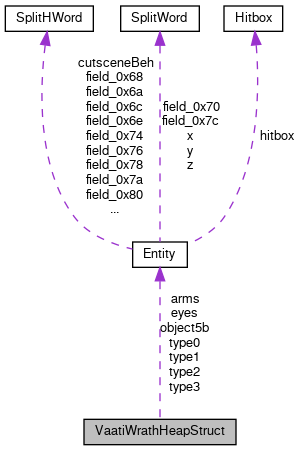 SplitHWord
SplitWord
Hitbox
cutsceneBeh
field_0x68
field_0x6a
field_0x6c
field_0x6e
field_0x74
field_0x76
field_0x78
field_0x7a
field_0x80
...
field_0x70
field_0x7c
x
y
z
hitbox
Entity
arms
eyes
object5b
type0
type1
type2
type3
VaatiWrathHeapStruct